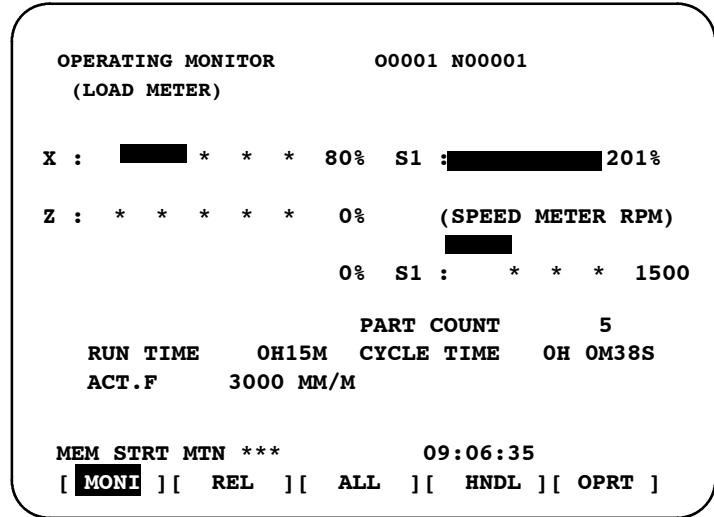 OPERATING MONITOR O0001 N00001
(LOAD METER)
X : * * * 80% S1 : 201%
Z : * * * * * 0% (SPEED METER RPM)
0% S1 : * * * 1500
PART COUNT 5
RUN TIME 0H15M CYCLE TIME 0H 0M38S
ACT.F 3000 MM/M
MEM STRT MTN *** 09:06:35
[ MONI ][ REL ][ ALL ][ HNDL ][ OPRT ]